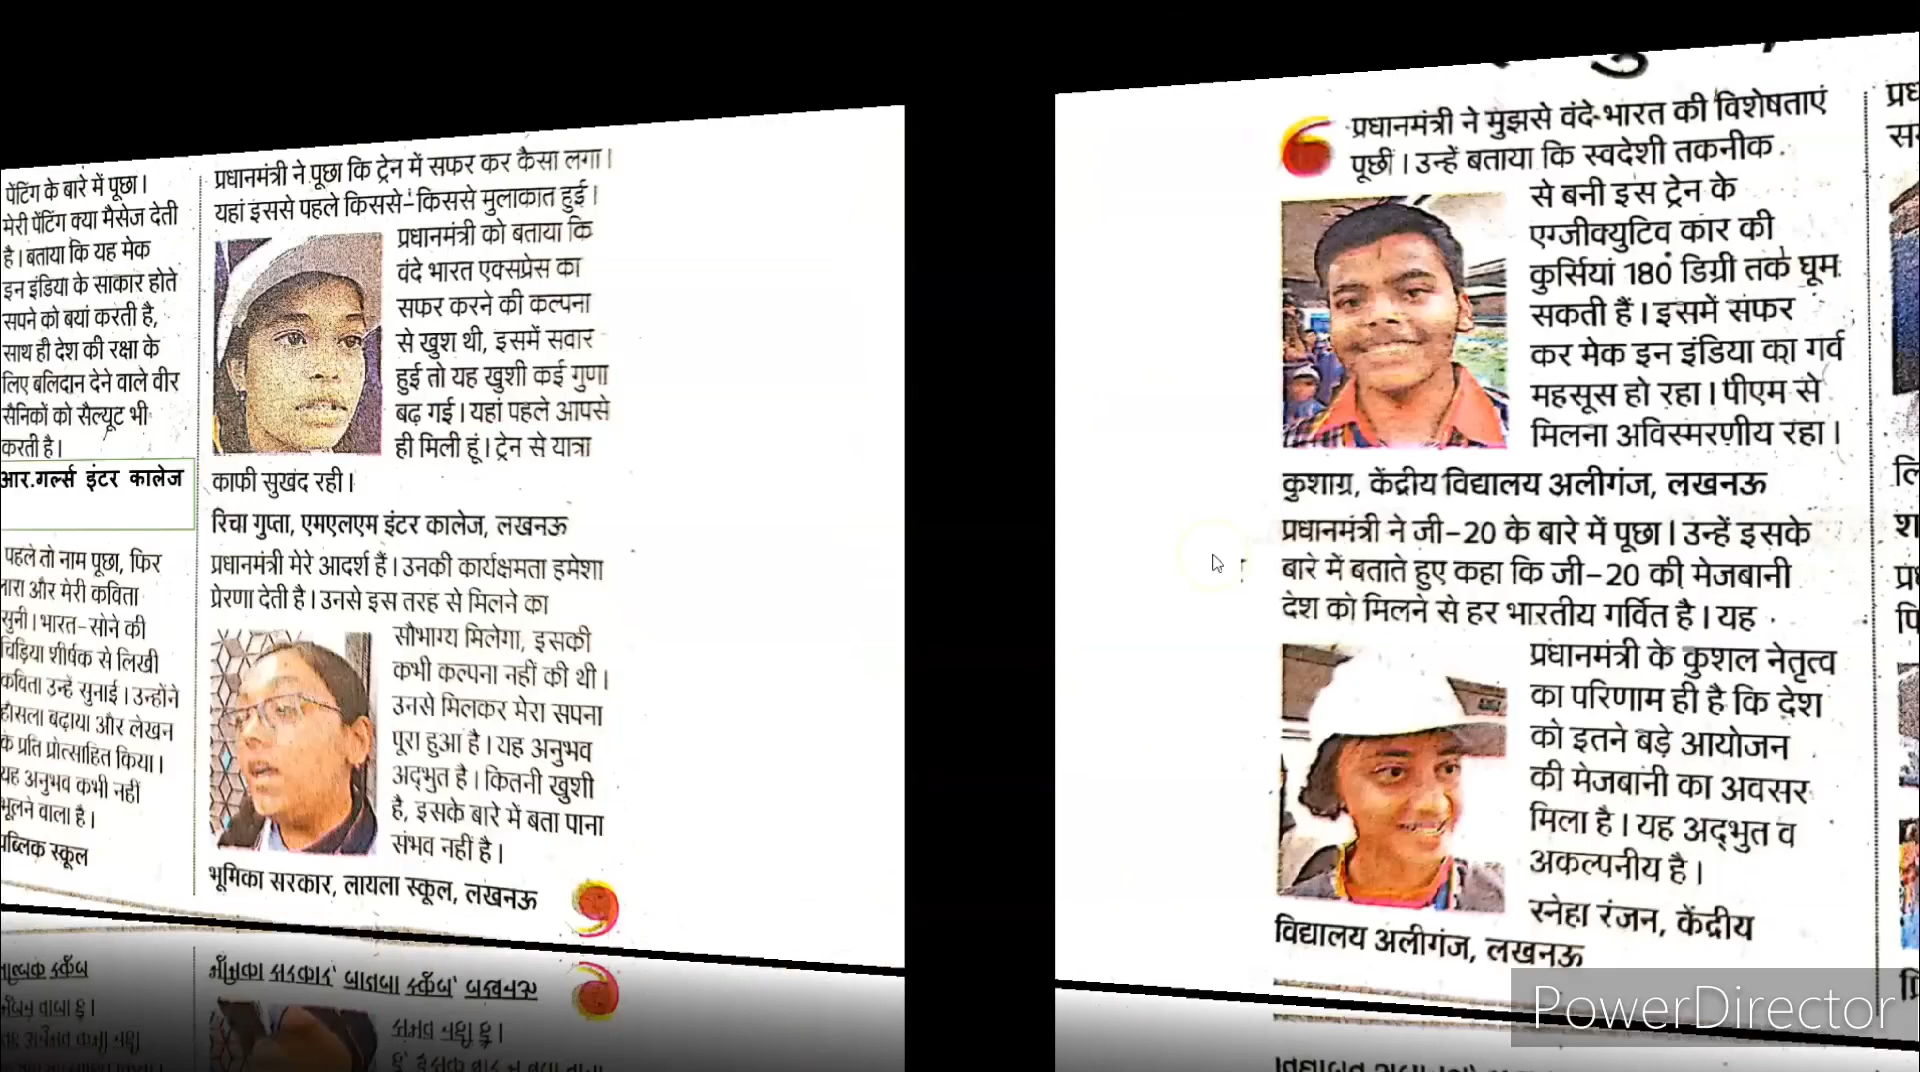 पेंटिंग के बारे में पूछा।
मेरी पेंटिंग क्या मैसेज देती
है। बताया कि यह मेक
इन इंडिया के साकार होते
सपने को बयां करती है,
साथ ही देश की रक्षा के
लिए बलिदान देने वाले वीर
सैनिकों को सैल्यूट भी
करती है।
आर.गर्ल्स इंटर कालेज
पहले तो नाम पूछा, फिर
और मेरी कविता
सुनी। भारत-सोने की
चिड़िया शीर्षक से लिखी
कविता उन्हें सुनाई। उन्होंने
हौसला बढ़ाया और लेखन
के प्रति प्रोत्साहित किया।
यह अनुभव कभी नहीं
भूलने वाला है।
पब्लिक स्कूल
प्रधानमंत्री ने पूछा कि ट्रेन में सफर कर कैसा लगा।
यहां इससे पहले किससे-किससे मुलाकात हुई।
प्रधानमंत्री को बताया कि
वंदे भारत एक्सप्रेस का
सफर करने की कल्पना
से खुश थी, इसमें सवार
हुई तो यह खुशी कई गुणा
बढ़ गई। यहां पहले आपसे
ही मिली हूं। ट्रेन से यात्रा
काफी सुखद रही।
रिचा गुप्ता, एमएलएम इंटर कालेज, लखनऊ
प्रधानमंत्री मेरे आदर्श हैं। उनकी कार्यक्षमता हमेशा
प्रेरणा देती है। उनसे इस तरह से मिलने का
सौभाग्य मिलेगा, इसकी
कभी कल्पना नहीं की थी।
उनसे मिलकर मेरा सपना
पूरा हुआ है। यह अनुभव
अद्भुत है। कितनी खुशी
है, इसके बारे में बता पाना
संभव नहीं है।
भूमिका सरकार, लायला स्कूल, लखनऊ
प्रधानमंत्री ने मुझसे वंदे-भारत की विशेषताएं
पूछीं। उन्हें बताया कि स्वदेशी तकनीक
से बनी इस ट्रेन के
एग्जीक्युटिव कार की
कुर्सियां 180 डिग्री तक घूम
सकती हैं। इसमें सफर
कर मेक इन इंडिया का गर्व
महसूस हो रहा। पीएम से
मिलना अविस्मरणीय रहा।
कुशाग्र, केंद्रीय विद्यालय अलीगंज, लखनऊ
प्रधानमंत्री ने जी-20 के बारे में पूछा। उन्हें इसके
बारे में बताते हुए कहा कि जी-20 की मेजबानी
देश को मिलने से हर भारतीय गर्वित है। यह
प्रधानमंत्री के कुशल नेतृत्व
का परिणाम ही है कि देश
को इतने बड़े आयोजन
की मेजबानी का अवसर
मिला है। यह अद्भुत व
अकल्पनीय है।
स्नेहा रंजन, केंद्रीय
विद्यालय अलीगंज, लखनऊ
PowerDirector